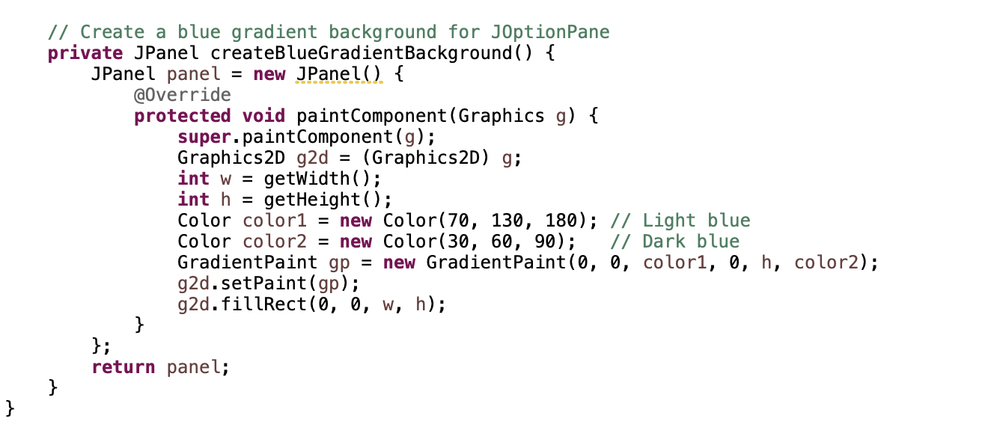 // Create a blue gradient background for JOptionPane
private JPanel createBlueGradientBackground() {
JPanel panel = new JPanel() {
@Override
protected void paintComponent(Graphics g) {
super.paintComponent(g);
Graphics2D g2d = (Graphics2D) g;
int w = getWidth();
int h = getHeight();
Color color1 = new Color(70, 130, 180); // Light blue
Color color2 = new Color(30, 60, 90);   // Dark blue
GradientPaint gp = new GradientPaint(0, 0, color1, 0, h, color2);
g2d.setPaint(gp);
g2d.fillRect(0, 0, w, h);
}
};
return panel;
}
}